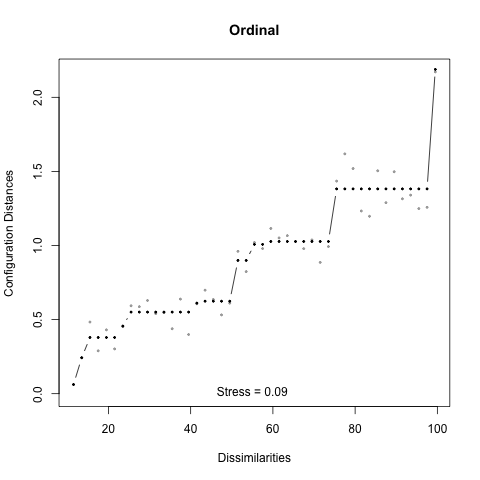 Ordinal
Configuration Distances
2.0
1.5
1.0
0.5
0.0
Stress = 0.09
20 40 60 80 100
Dissimilarities